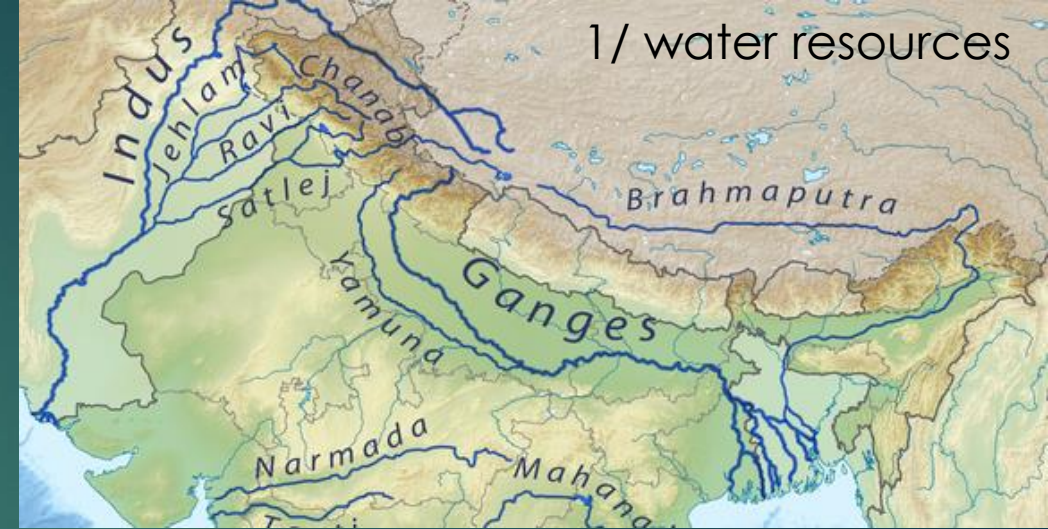 1/ water resources
Indus
Jehlam
Chanab
Ravi
Satlej
Brahmaputra
Yamuna
Ganges
Narmada